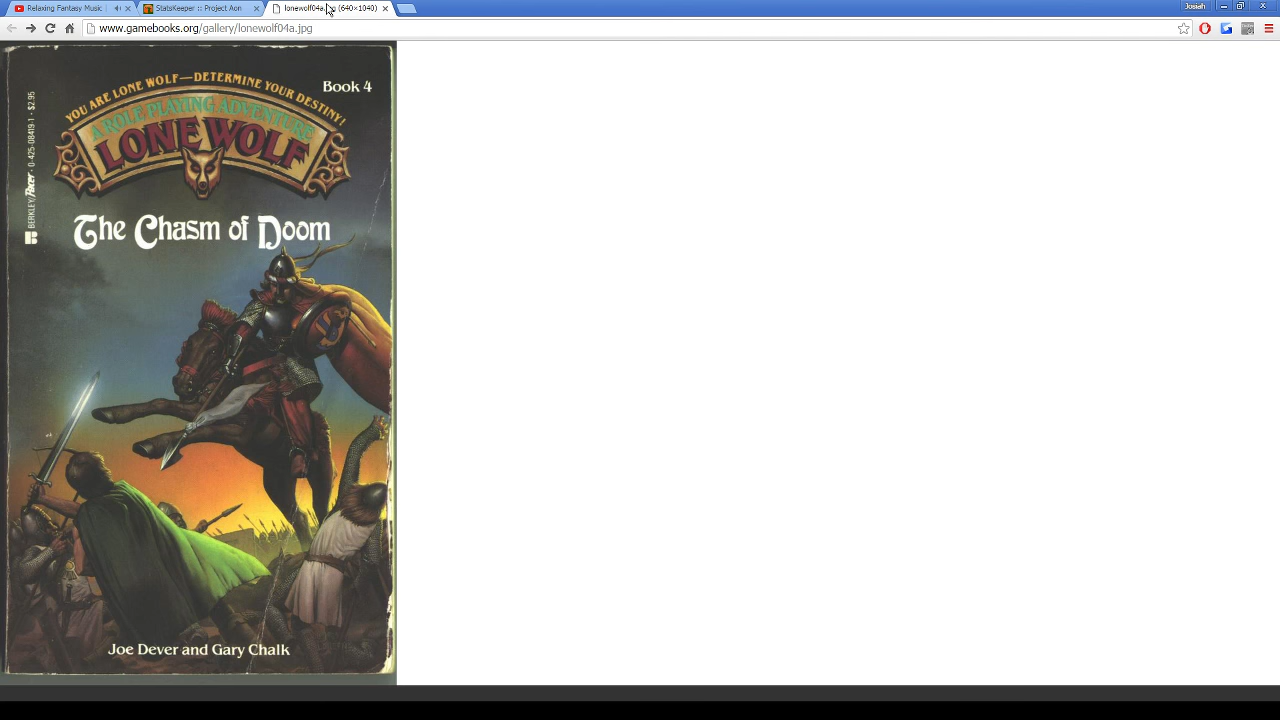 Relaxing Fantasy Music
StatsKeeper :: Project Aon
lonewolf04a.jpg (640×1040)
Josiah
www.gamebooks.org/gallery/lonewolf04a.jpg
YOU ARE LONE WOLF—DETERMINE YOUR DESTINY!
Book 4
A ROLE PLAYING ADVENTURE
LONE WOLF
BERKLEY/Pacer · 0-425-08419-1 · $2.95
The Chasm of Doom
Joe Dever and Gary Chalk